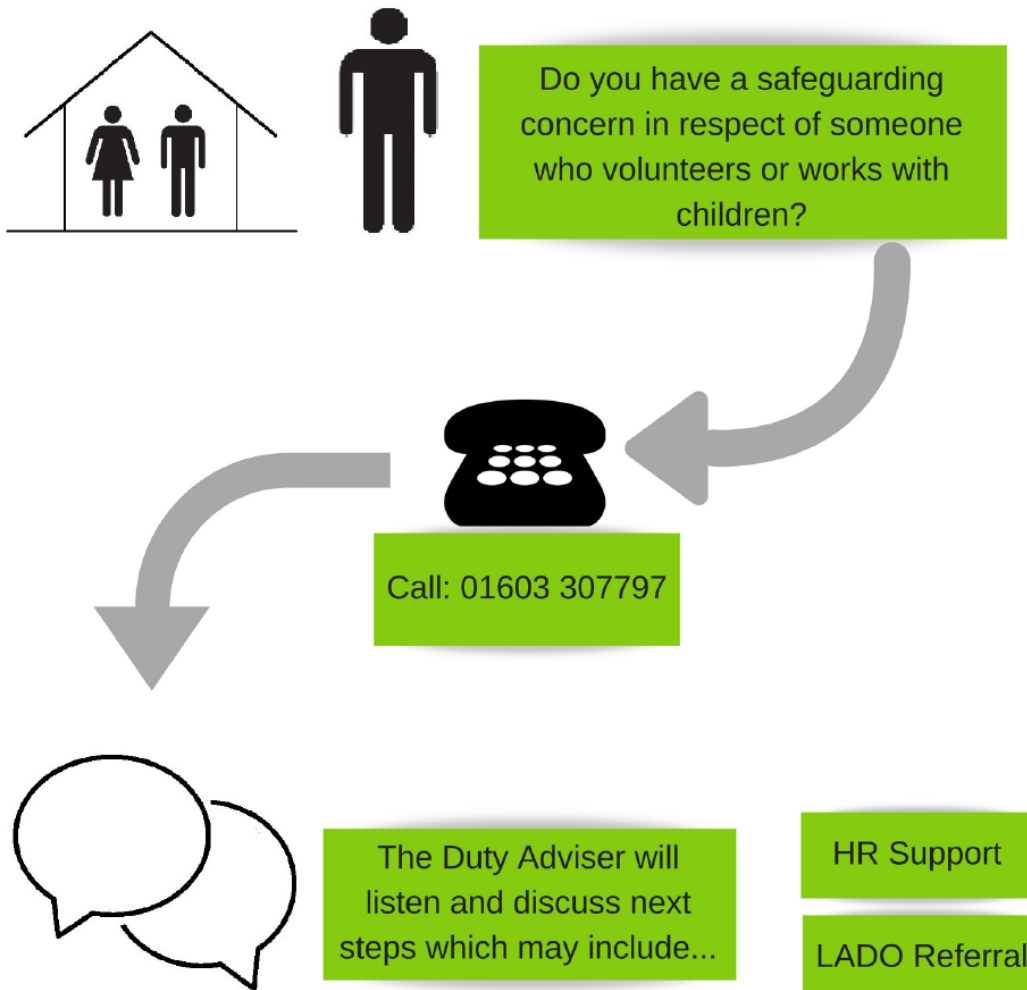 Do you have a safeguarding
concern in respect of someone
who volunteers or works with
children?
Call: 01603 307797
The Duty Adviser will
listen and discuss next
steps which may include...
HR Support
LADO Referral